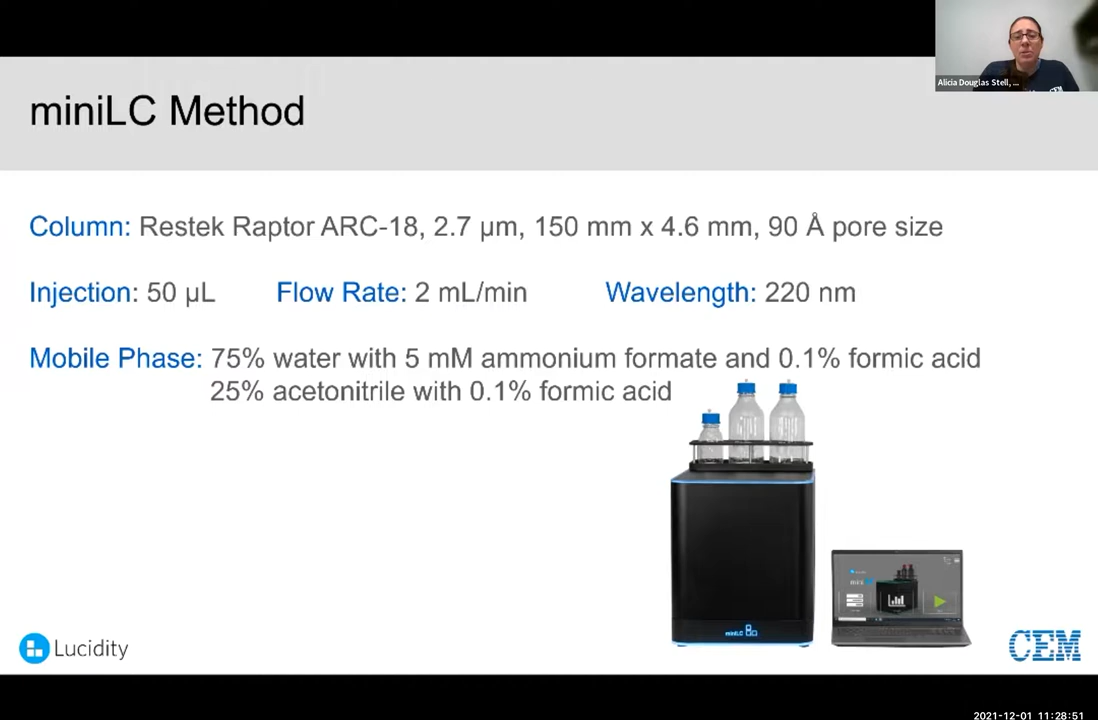 Alicia Douglas Stell, ...
CEM
miniLC Method
Column: Restek Raptor ARC-18, 2.7 µm, 150 mm x 4.6 mm, 90 Å pore size
Injection: 50 µL Flow Rate: 2 mL/min Wavelength: 220 nm
Mobile Phase: 75% water with 5 mM ammonium formate and 0.1% formic acid
25% acetonitrile with 0.1% formic acid
miniLC
Lucidity
CEM
2021-12-01 11:28:51